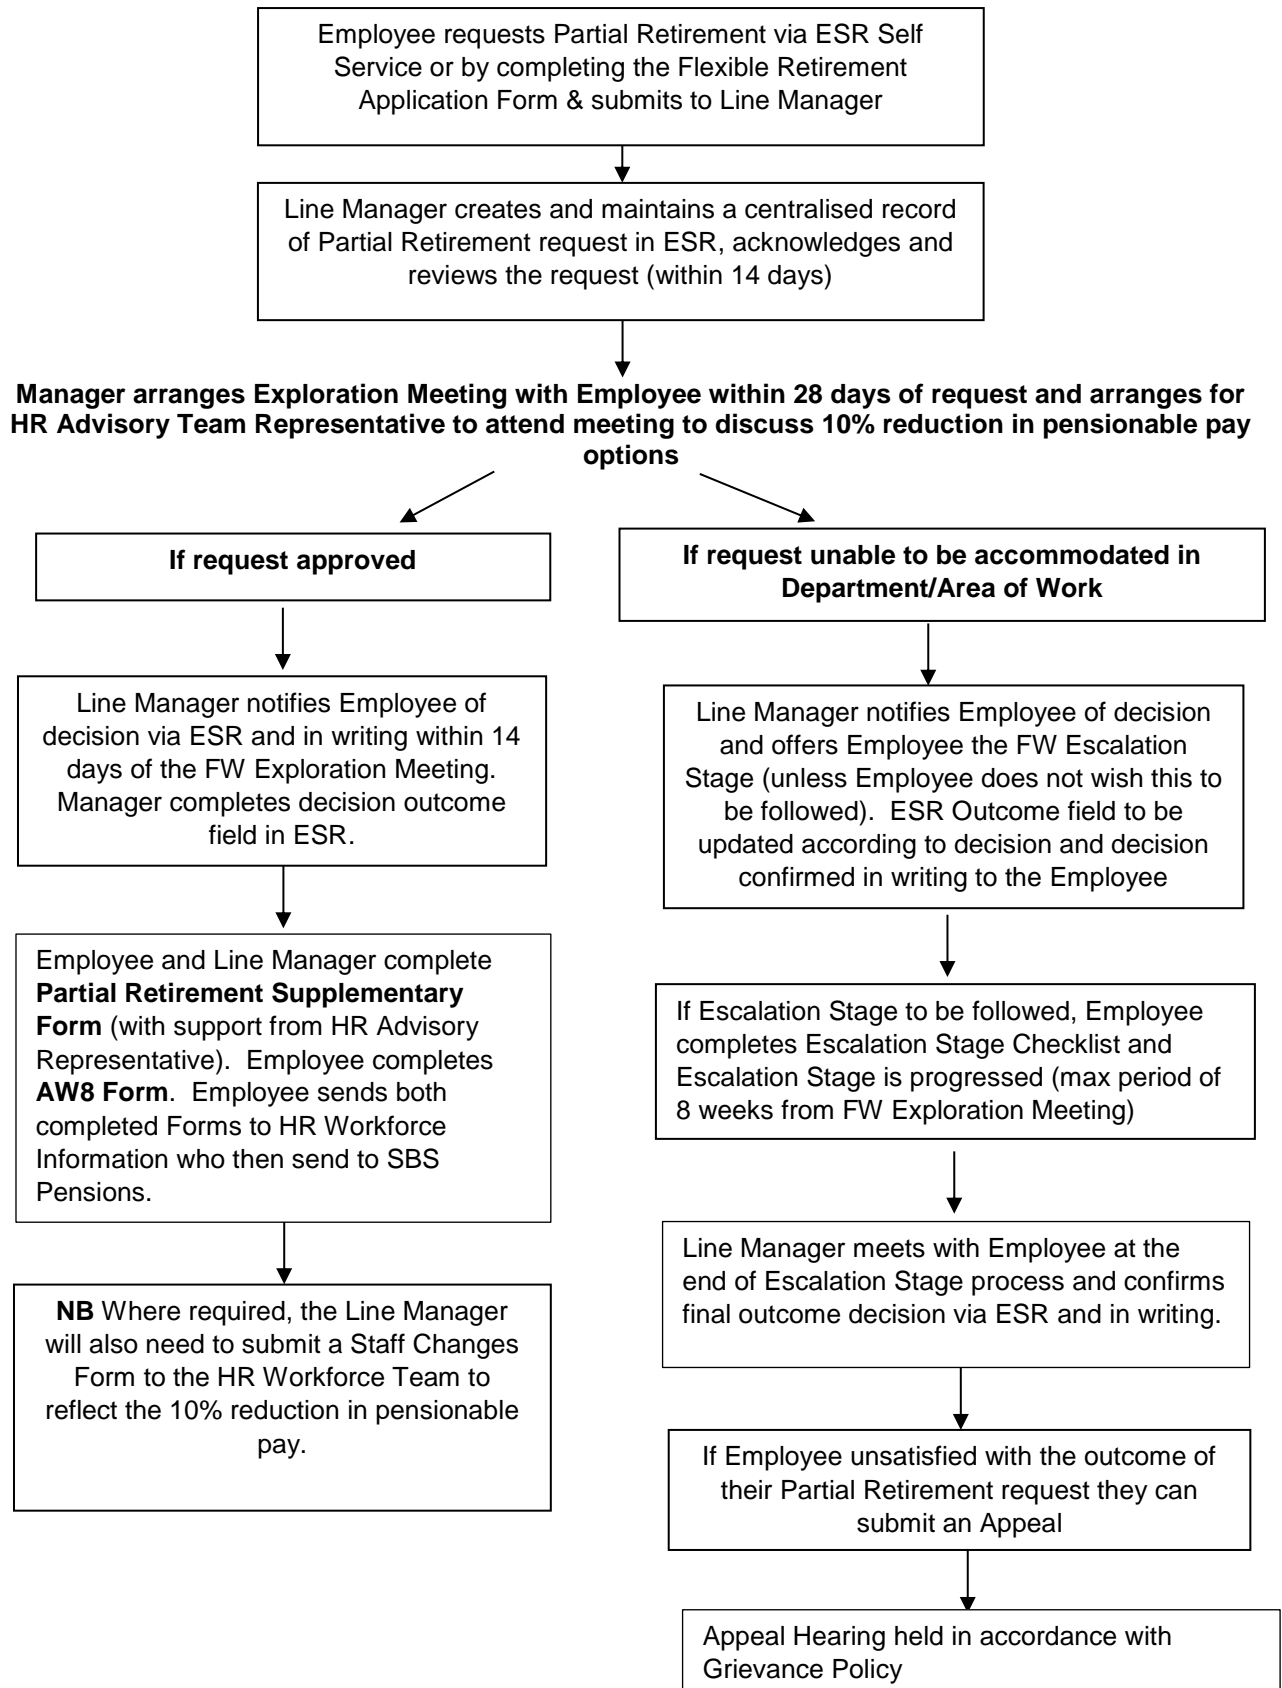 Employee requests Partial Retirement via ESR Self
Service or by completing the Flexible Retirement
Application Form & submits to Line Manager
Line Manager creates and maintains a centralised record
of Partial Retirement request in ESR, acknowledges and
reviews the request (within 14 days)
Manager arranges Exploration Meeting with Employee within 28 days of request and arranges for
HR Advisory Team Representative to attend meeting to discuss 10% reduction in pensionable pay
options
If request approved
Line Manager notifies Employee of
decision via ESR and in writing within 14
days of the FW Exploration Meeting.
Manager completes decision outcome
field in ESR.
Employee and Line Manager complete
Partial Retirement Supplementary
Form (with support from HR Advisory
Representative).  Employee completes
AW8 Form.  Employee sends both
completed Forms to HR Workforce
Information who then send to SBS
Pensions.
NB Where required, the Line Manager
will also need to submit a Staff Changes
Form to the HR Workforce Team to
reflect the 10% reduction in pensionable
pay.
If request unable to be accommodated in
Department/Area of Work
Line Manager notifies Employee of decision
and offers Employee the FW Escalation
Stage (unless Employee does not wish this to
be followed).  ESR Outcome field to be
updated according to decision and decision
confirmed in writing to the Employee
If Escalation Stage to be followed, Employee
completes Escalation Stage Checklist and
Escalation Stage is progressed (max period of
8 weeks from FW Exploration Meeting)
Line Manager meets with Employee at the
end of Escalation Stage process and confirms
final outcome decision via ESR and in writing.
If Employee unsatisfied with the outcome of
their Partial Retirement request they can
submit an Appeal
Appeal Hearing held in accordance with
Grievance Policy